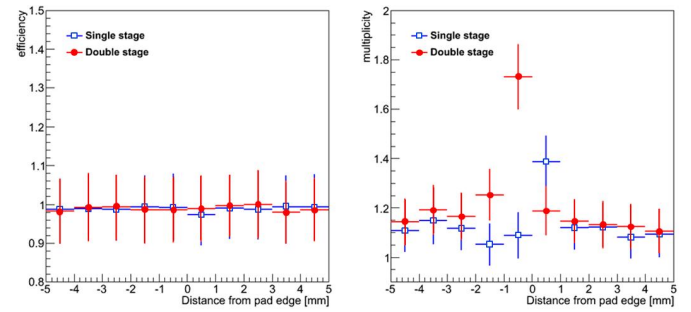 efficiency
1.5
1.4
1.3
1.2
1.1
1
0.9
0.8
Single stage
Double stage
-5 -4 -3 -2 -1 0 1 2 3 4 5
Distance from pad edge [mm]
multiplicity
2
1.8
1.6
1.4
1.2
1
Single stage
Double stage
-5 -4 -3 -2 -1 0 1 2 3 4 5
Distance from pad edge [mm]